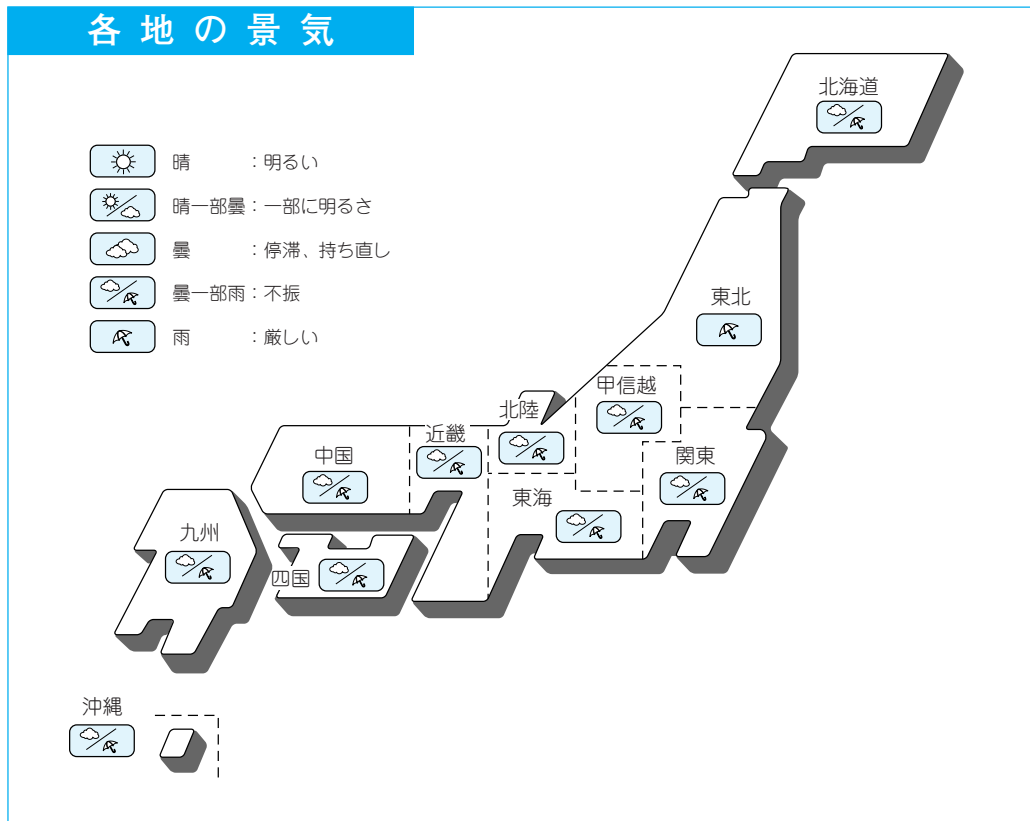 各地の景気
晴　　　：明るい
晴一部曇：一部に明るさ
曇　　　：停滞、持ち直し
曇一部雨：不振
雨　　　：厳しい
北海道
東北
甲信越
北陸
近畿
中国
関東
東海
九州
四国
沖縄